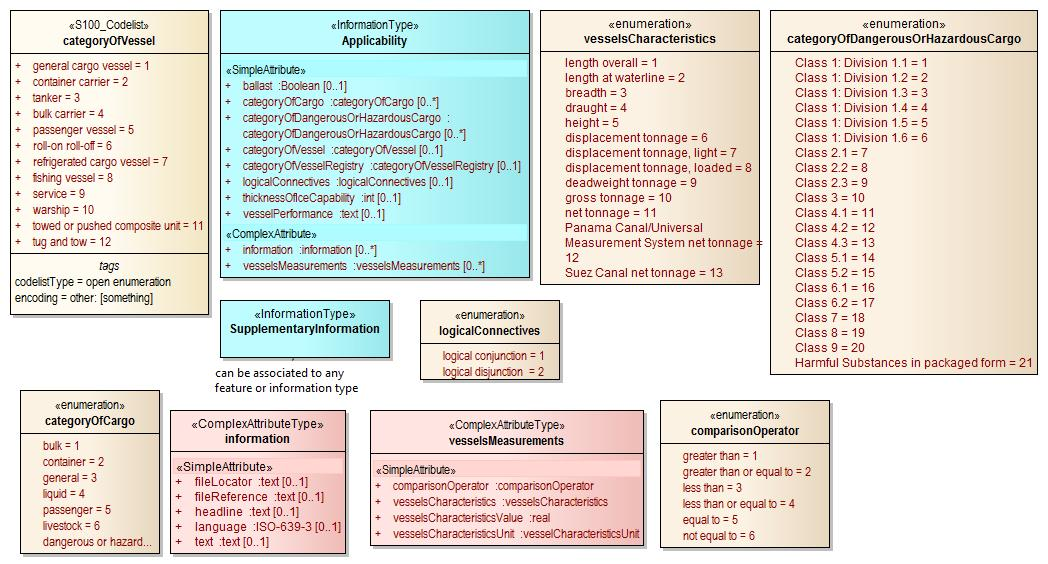 «S100_Codelist»
categoryOfVessel
+ general cargo vessel = 1
+ container carrier = 2
+ tanker = 3
+ bulk carrier = 4
+ passenger vessel = 5
+ roll-on roll-off = 6
+ refrigerated cargo vessel = 7
+ fishing vessel = 8
+ service = 9
+ warship = 10
+ towed or pushed composite unit = 11
+ tug and tow = 12
tags
codelistType = open enumeration
encoding = other: [something]
«InformationType»
Applicability
«SimpleAttribute»
+ ballast :Boolean [0..1]
+ categoryOfCargo :categoryOfCargo [0..*]
+ categoryOfDangerousOrHazardousCargo :
categoryOfDangerousOrHazardousCargo [0..*]
+ categoryOfVessel :categoryOfVessel [0..1]
+ categoryOfVesselRegistry :categoryOfVesselRegistry [0..1]
+ logicalConnectives :logicalConnectives [0..1]
+ thicknessOfIceCapability :int [0..1]
+ vesselPerformance :text [0..1]
«ComplexAttribute»
+ information :information [0..*]
+ vesselsMeasurements :vesselsMeasurements [0..*]
«enumeration»
vesselsCharacteristics
length overall = 1
length at waterline = 2
breadth = 3
draught = 4
height = 5
displacement tonnage = 6
displacement tonnage, light = 7
displacement tonnage, loaded = 8
deadweight tonnage = 9
gross tonnage = 10
net tonnage = 11
Panama Canal/Universal
Measurement System net tonnage =
12
Suez Canal net tonnage = 13
«enumeration»
categoryOfDangerousOrHazardousCargo
Class 1: Division 1.1 = 1
Class 1: Division 1.2 = 2
Class 1: Division 1.3 = 3
Class 1: Division 1.4 = 4
Class 1: Division 1.5 = 5
Class 1: Division 1.6 = 6
Class 2.1 = 7
Class 2.2 = 8
Class 2.3 = 9
Class 3 = 10
Class 4.1 = 11
Class 4.2 = 12
Class 4.3 = 13
Class 5.1 = 14
Class 5.2 = 15
Class 6.1 = 16
Class 6.2 = 17
Class 7 = 18
Class 8 = 19
Class 9 = 20
Harmful Substances in packaged form = 21
«InformationType»
SupplementaryInformation
can be associated to any
feature or information type
«enumeration»
logicalConnectives
logical conjunction = 1
logical disjunction = 2
«enumeration»
categoryOfCargo
bulk = 1
container = 2
general = 3
liquid = 4
passenger = 5
livestock = 6
dangerous or hazard...
«ComplexAttributeType»
information
«SimpleAttribute»
+ fileLocator :text [0..1]
+ fileReference :text [0..1]
+ headline :text [0..1]
+ language :ISO-639-3 [0..1]
+ text :text [0..1]
«ComplexAttributeType»
vesselsMeasurements
«SimpleAttribute»
+ comparisonOperator :comparisonOperator
+ vesselsCharacteristics :vesselsCharacteristics
+ vesselsCharacteristicsValue :real
+ vesselsCharacteristicsUnit :vesselCharacteristicsUnit
«enumeration»
comparisonOperator
greater than = 1
greater than or equal to = 2
less than = 3
less than or equal to = 4
equal to = 5
not equal to = 6